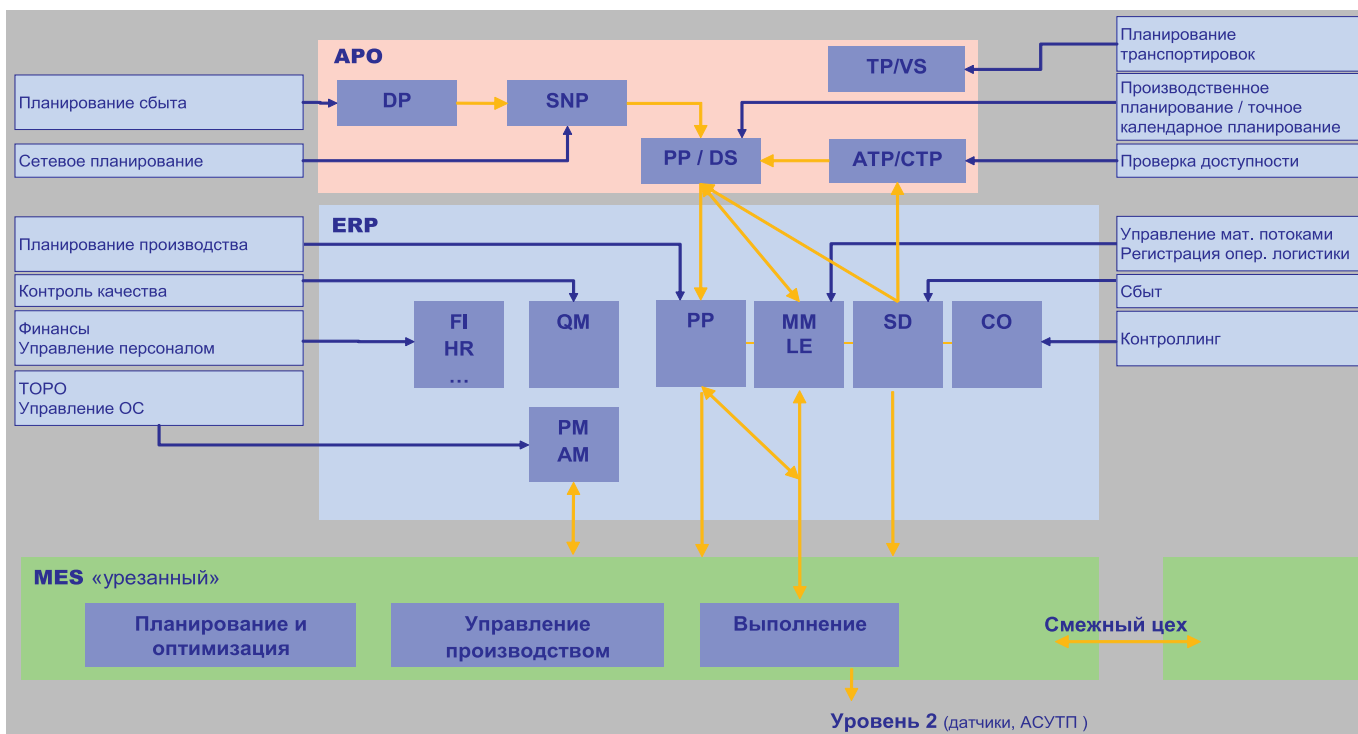 APO
TP/VS
DP
SNP
PP / DS
ATP/CTP
Планирование сбыта
Сетевое планирование
Планирование
транспортировок
Производственное
планирование / точное
календарное планирование
Проверка доступности
ERP
Планирование производства
Контроль качества
Финансы
Управление персоналом
ТОРО
Управление ОС
Управление мат. потоками
Регистрация опер. логистики
Сбыт
Контроллинг
FI
HR
...
QM
PP
MM
LE
SD
CO
PM
AM
MES «урезанный»
Планирование и
оптимизация
Управление
производством
Выполнение
Смежный цех
Уровень 2 (датчики, АСУТП )